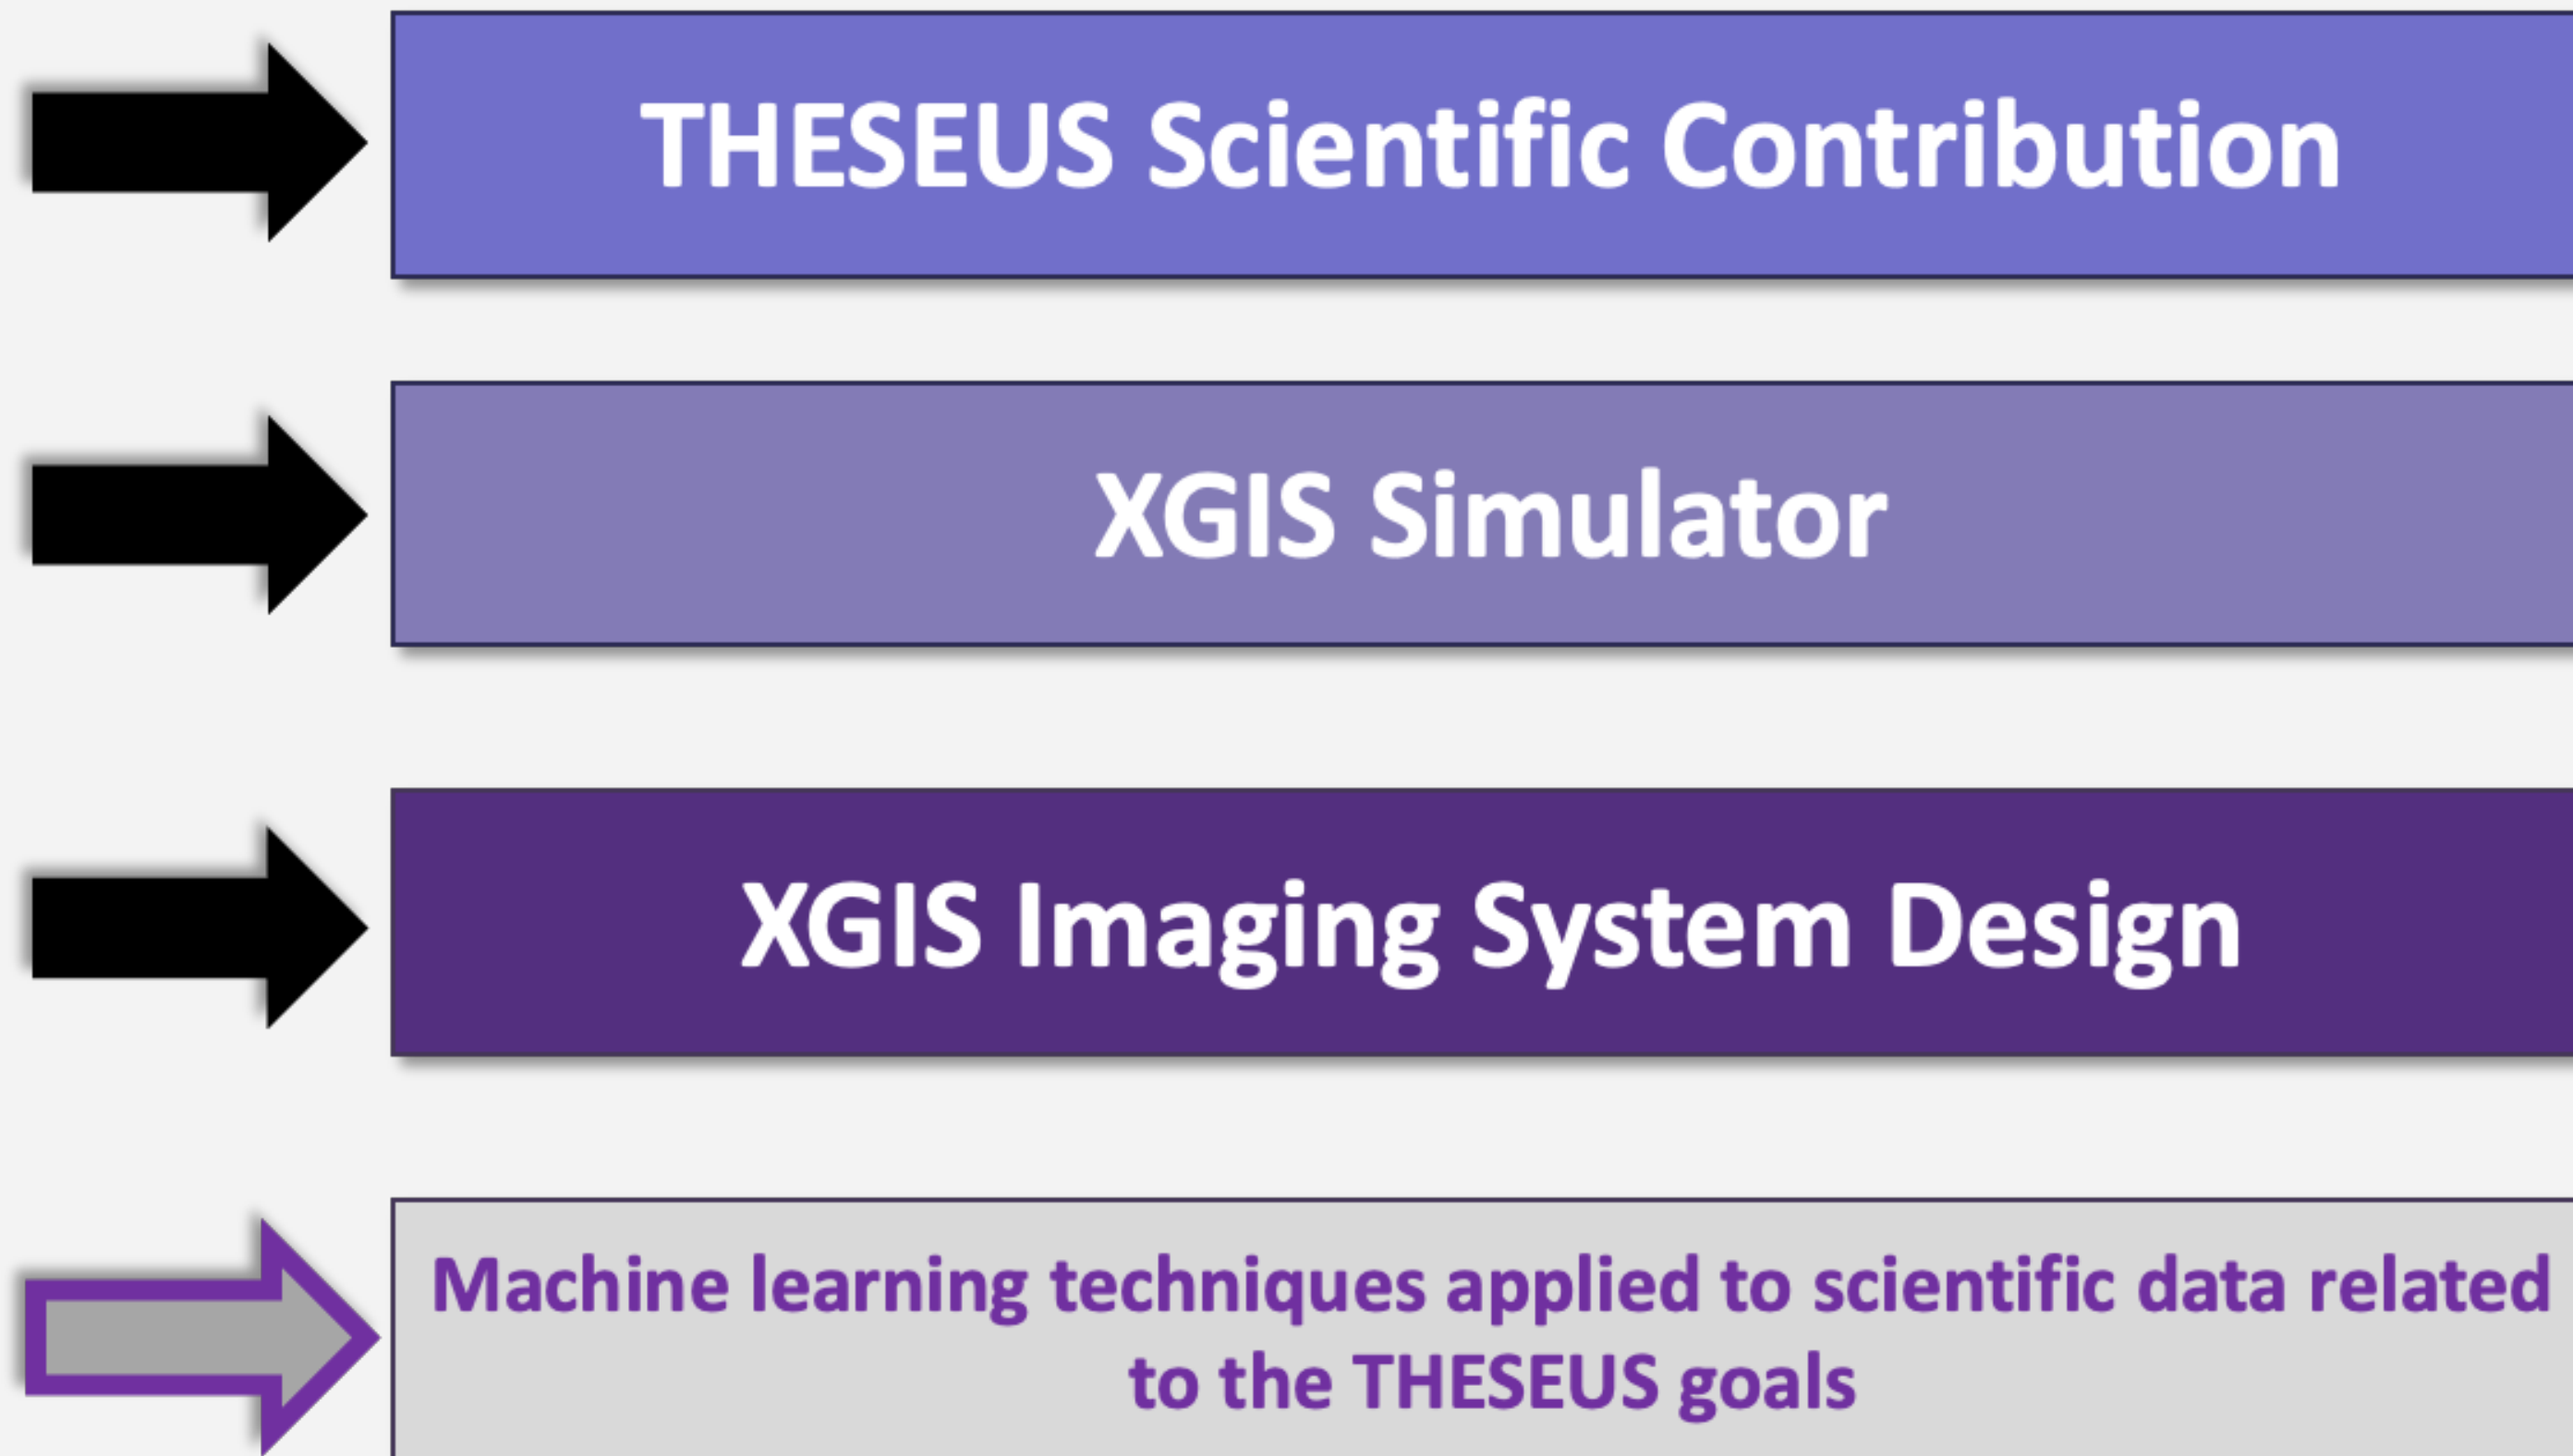 THESEUS Scientific Contribution
XGIS Simulator
XGIS Imaging System Design
Machine learning techniques applied to scientific data related
to the THESEUS goals